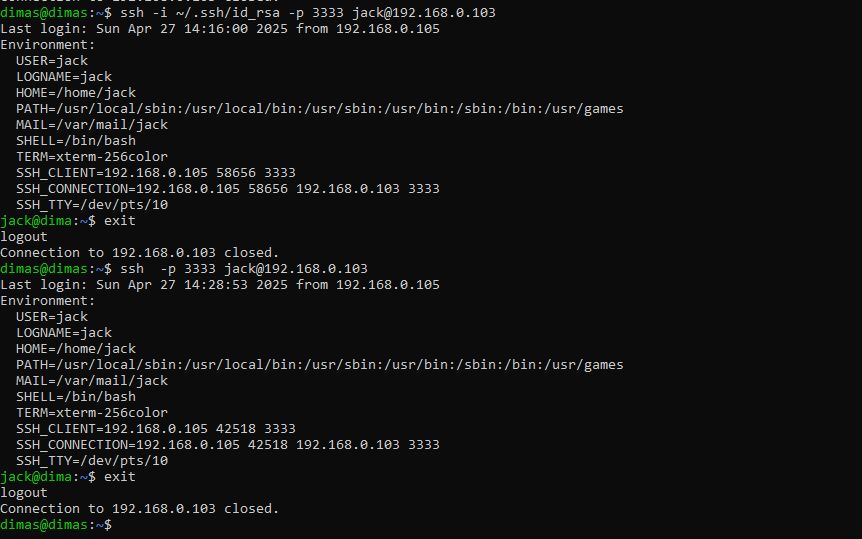 dimas@dimas:~$ ssh -i ~/.ssh/id_rsa -p 3333 jack@192.168.0.103
Last login: Sun Apr 27 14:16:00 2025 from 192.168.0.105
Environment:
  USER=jack
  LOGNAME=jack
  HOME=/home/jack
  PATH=/usr/local/sbin:/usr/local/bin:/usr/sbin:/usr/bin:/sbin:/bin:/usr/games
  MAIL=/var/mail/jack
  SHELL=/bin/bash
  TERM=xterm-256color
  SSH_CLIENT=192.168.0.105 58656 3333
  SSH_CONNECTION=192.168.0.105 58656 192.168.0.103 3333
  SSH_TTY=/dev/pts/10
jack@dima:~$ exit
logout
Connection to 192.168.0.103 closed.
dimas@dimas:~$ ssh  -p 3333 jack@192.168.0.103
Last login: Sun Apr 27 14:28:53 2025 from 192.168.0.105
Environment:
  USER=jack
  LOGNAME=jack
  HOME=/home/jack
  PATH=/usr/local/sbin:/usr/local/bin:/usr/sbin:/usr/bin:/sbin:/bin:/usr/games
  MAIL=/var/mail/jack
  SHELL=/bin/bash
  TERM=xterm-256color
  SSH_CLIENT=192.168.0.105 42518 3333
  SSH_CONNECTION=192.168.0.105 42518 192.168.0.103 3333
  SSH_TTY=/dev/pts/10
jack@dima:~$ exit
logout
Connection to 192.168.0.103 closed.
dimas@dimas:~$